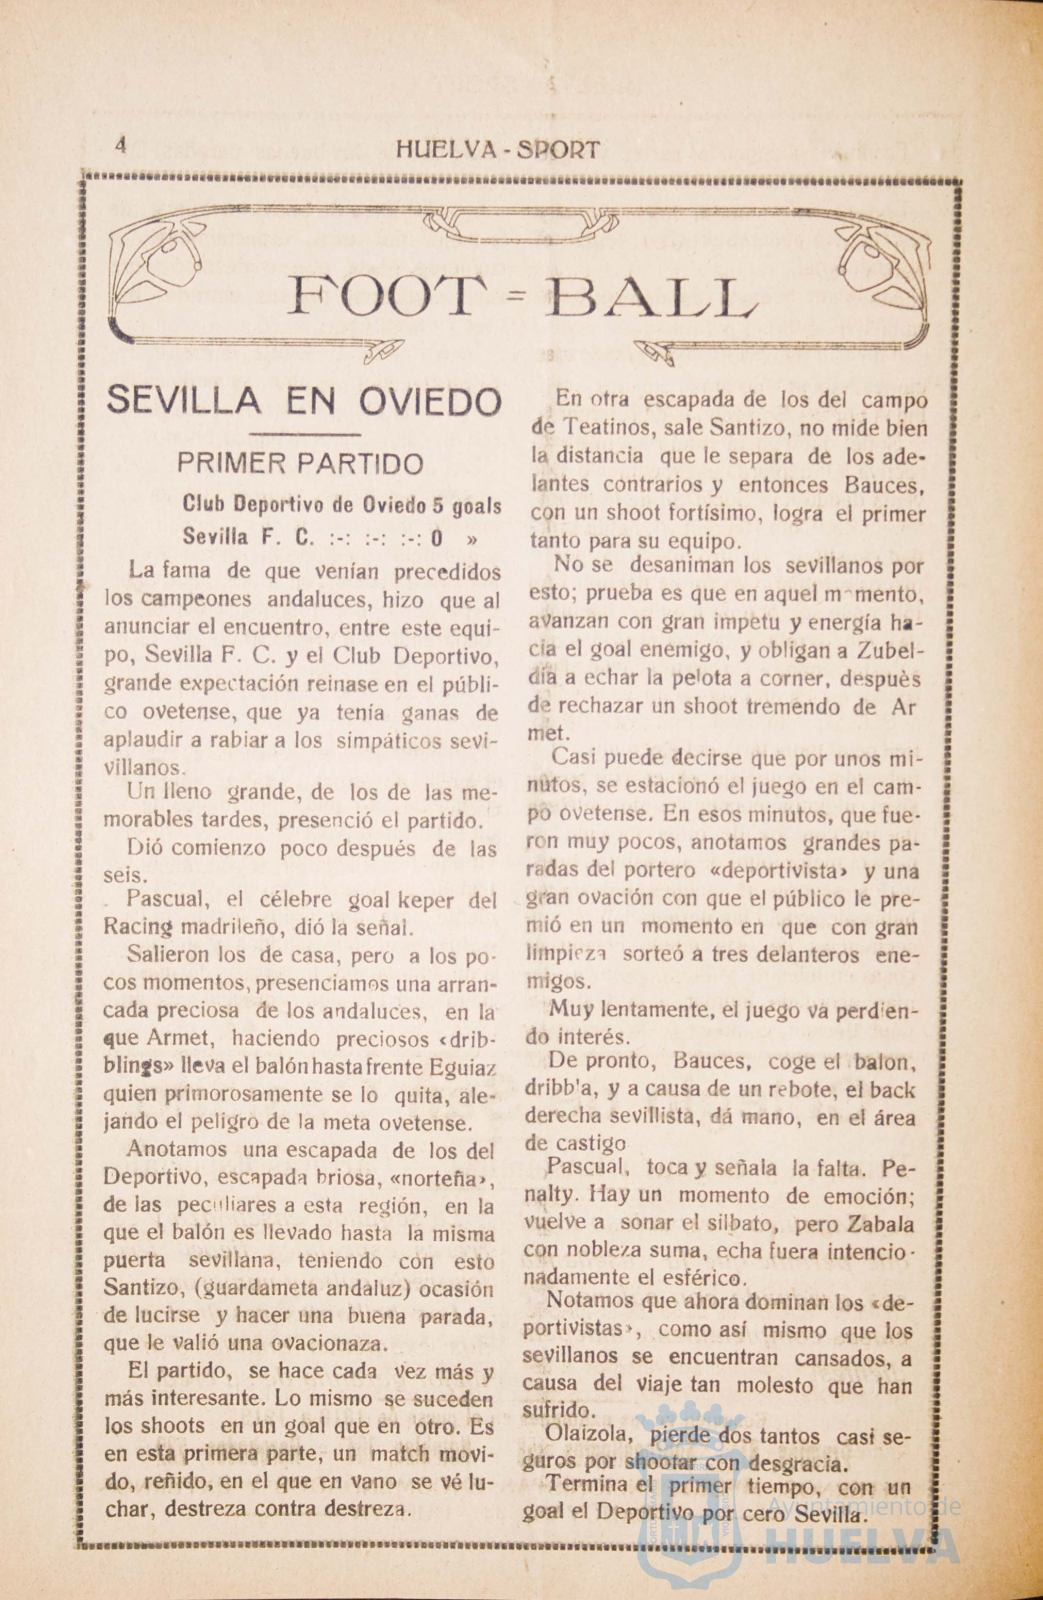 4
HUELVA - SPORT
FOOT = BALL
SEVILLA EN OVIEDO
PRIMER PARTIDO
Club Deportivo de Oviedo 5 goals
Sevilla F. C. :-: :-: :-: 0 »
La fama de que venían precedidos
los campeones andaluces, hizo que al
anunciar el encuentro, entre este equi-
po, Sevilla F. C. y el Club Deportivo,
grande expectación reinase en el públi-
co ovetense, que ya tenía ganas de
aplaudir a rabiar a los simpáticos sevi-
villanos.
Un lleno grande, de los de las me-
morables tardes, presenció el partido.
Dió comienzo poco después de las
seis.
Pascual, el célebre goal keper del
Racing madrileño, dió la señal.
Salieron los de casa, pero a los po-
cos momentos, presenciamos una arran-
cada preciosa de los andaluces, en la
que Armet, haciendo preciosos ‹drib-
blings» lleva el balón hasta frente Eguiaz
quien primorosamente se lo quita, ale-
jando el peligro de la meta ovetense.
Anotamos una escapada de los del
Deportivo, escapada briosa, «norteña›,
de las peculiares a esta región, en la
que el balón es llevado hasta la misma
puerta sevillana, teniendo con esto
Santizo, (guardameta andaluz) ocasión
de lucirse y hacer una buena parada,
que le valió una ovacionaza.
El partido, se hace cada vez más y
más interesante. Lo mismo se suceden
los shoots en un goal que en otro. Es
en esta primera parte, un match movi-
do, reñido, en el que en vano se vé lu-
char, destreza contra destreza.
En otra escapada de los del campo
de Teatinos, sale Santizo, no mide bien
la distancia que le separa de los ade-
lantes contrarios y entonces Bauces,
con un shoot fortísimo, logra el primer
tanto para su equipo.
No se desaniman los sevillanos por
esto; prueba es que en aquel m mento,
avanzan con gran impetu y energía ha-
cia el goal enemigo, y obligan a Zubel-
día a echar la pelota a corner, despuès
de rechazar un shoot tremendo de Ar
met.
Casi puede decirse que por unos mi-
nutos, se estacionó el juego en el cam-
po ovetense. En esos minutos, que fue-
ron muy pocos, anotamos grandes pa-
radas del portero «deportivista› y una
gran ovación con que el público le pre-
mió en un momento en que con gran
limpieza sorteó a tres delanteros ene-
migos.
Muy lentamente, el juego va perdien-
do interés.
De pronto, Bauces, coge el balon,
dribb'a, y a causa de un rebote, el back
derecha sevillista, dá mano, en el área
de castigo
Pascual, toca y señala la falta. Pe-
nalty. Hay un momento de emoción;
vuelve a sonar el silbato, pero Zabala
con nobleza suma, echa fuera intencio-
nadamente el esférico.
Notamos que ahora dominan los «de-
portivistas›, como así mismo que los
sevillanos se encuentran cansados, a
causa del viaje tan molesto que han
sufrido.
Olaizola, pierde dos tantos casi se-
guros por shootar con desgracia.
Termina el primer tiempo, con un
goal el Deportivo por cero Sevilla.
Ayuntamiento de
HUELVA